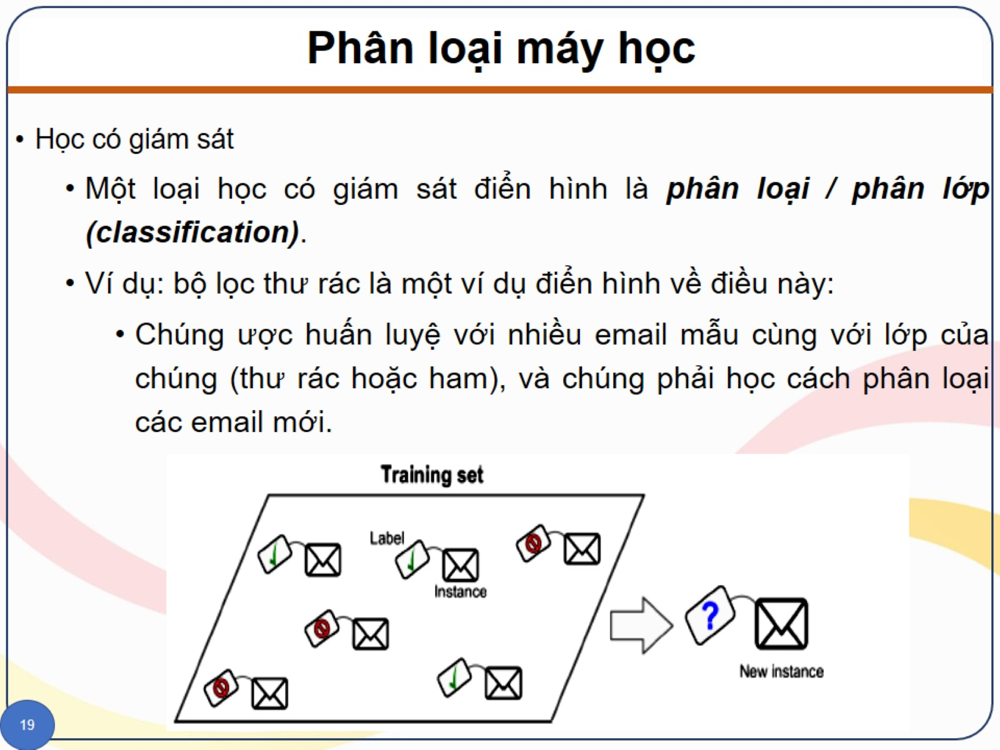 Phân loại máy học
• Học có giám sát
• Một loại học có giám sát điển hình là phân loại / phân lớp
(classification).
• Ví dụ: bộ lọc thư rác là một ví dụ điển hình về điều này:
• Chúng ược huấn luyệ với nhiều email mẫu cùng với lớp của
chúng (thư rác hoặc ham), và chúng phải học cách phân loại
các email mới.
Training set
Label
Instance
?
New instance
19